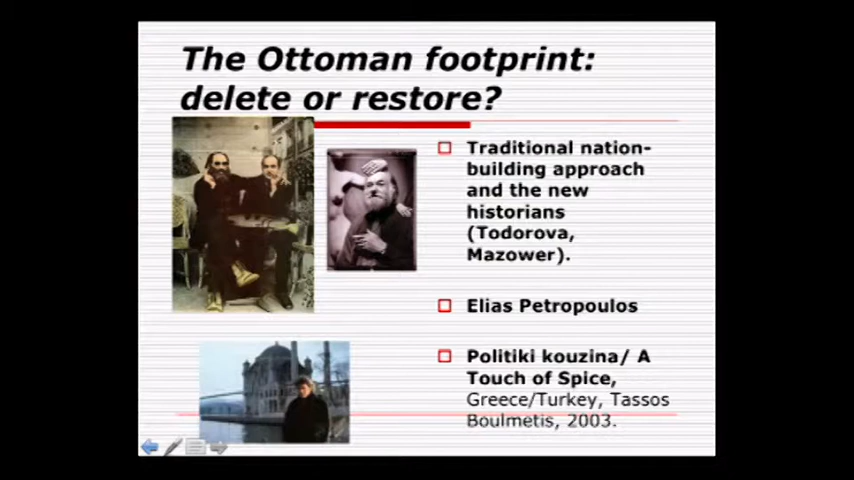 The Ottoman footprint:
delete or restore?
Traditional nation-
building approach
and the new
historians
(Todorova,
Mazower).
Elias Petropoulos
Politiki kouzina/ A
Touch of Spice,
Greece/Turkey, Tassos
Boulmetis, 2003.